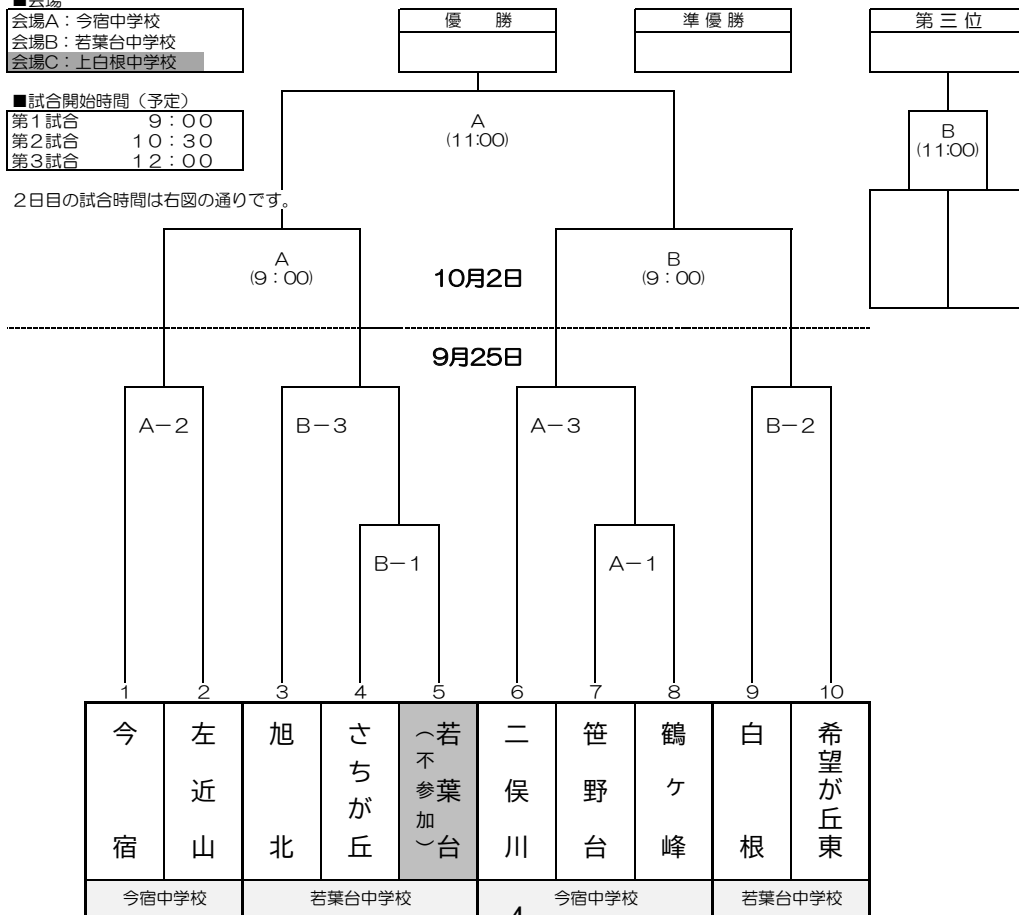 ■会場
会場A：今宿中学校
会場B：若葉台中学校
会場C：上白根中学校
優　勝
準優勝
第三位
■試合開始時間（予定）
第1試合　9：00
第2試合　10：30
第3試合　12：00
A
(11:00)
B
(11:00)
2日目の試合時間は右図の通りです。
A
(9：00)
10月2日
B
(9：00)
9月25日
A－2
B－3
A－3
B－2
B－1
A－1
1 2 3 4 5 6 7 8 9 10
今宿
左近山
旭北
さちが丘
若葉台
（不参加）
二俣川
笹野台
鶴ヶ峰
白根
希望が丘東
今宿中学校
若葉台中学校
今宿中学校
若葉台中学校